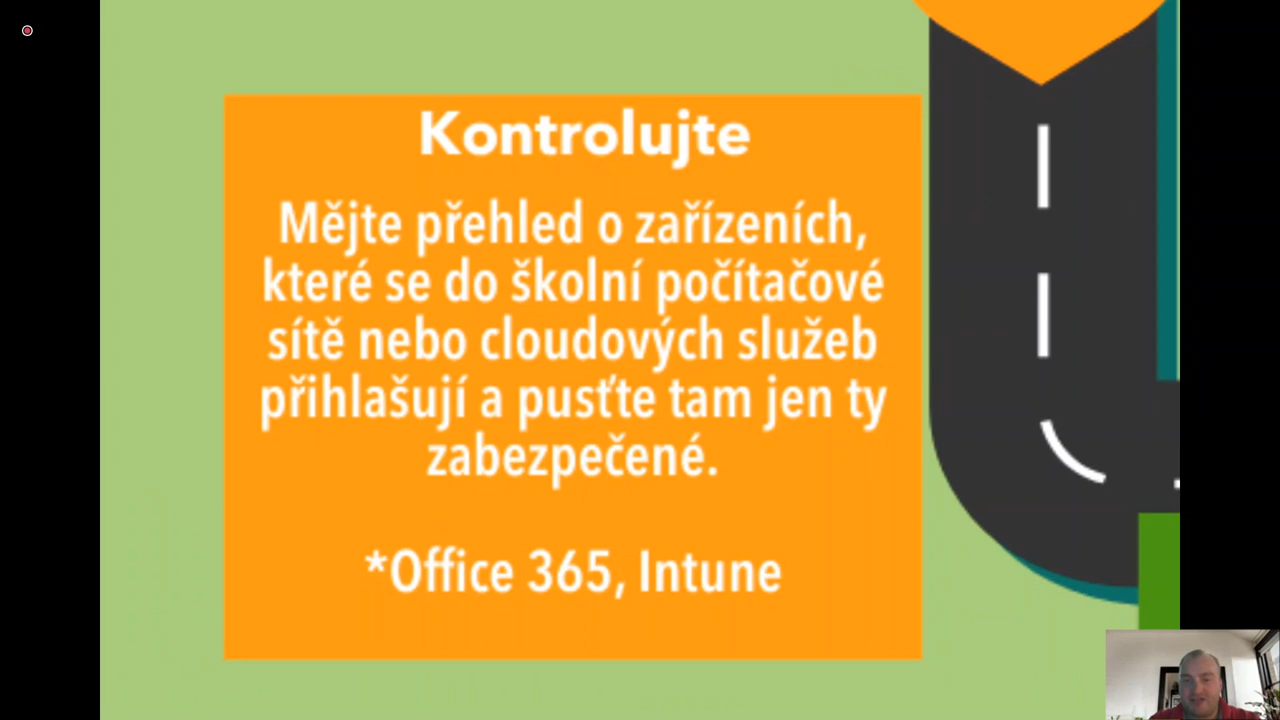 Kontrolujte
Mějte přehled o zařízeních,
které se do školní počítačové
sítě nebo cloudových služeb
přihlašují a pusťte tam jen ty
zabezpečené.
*Office 365, Intune